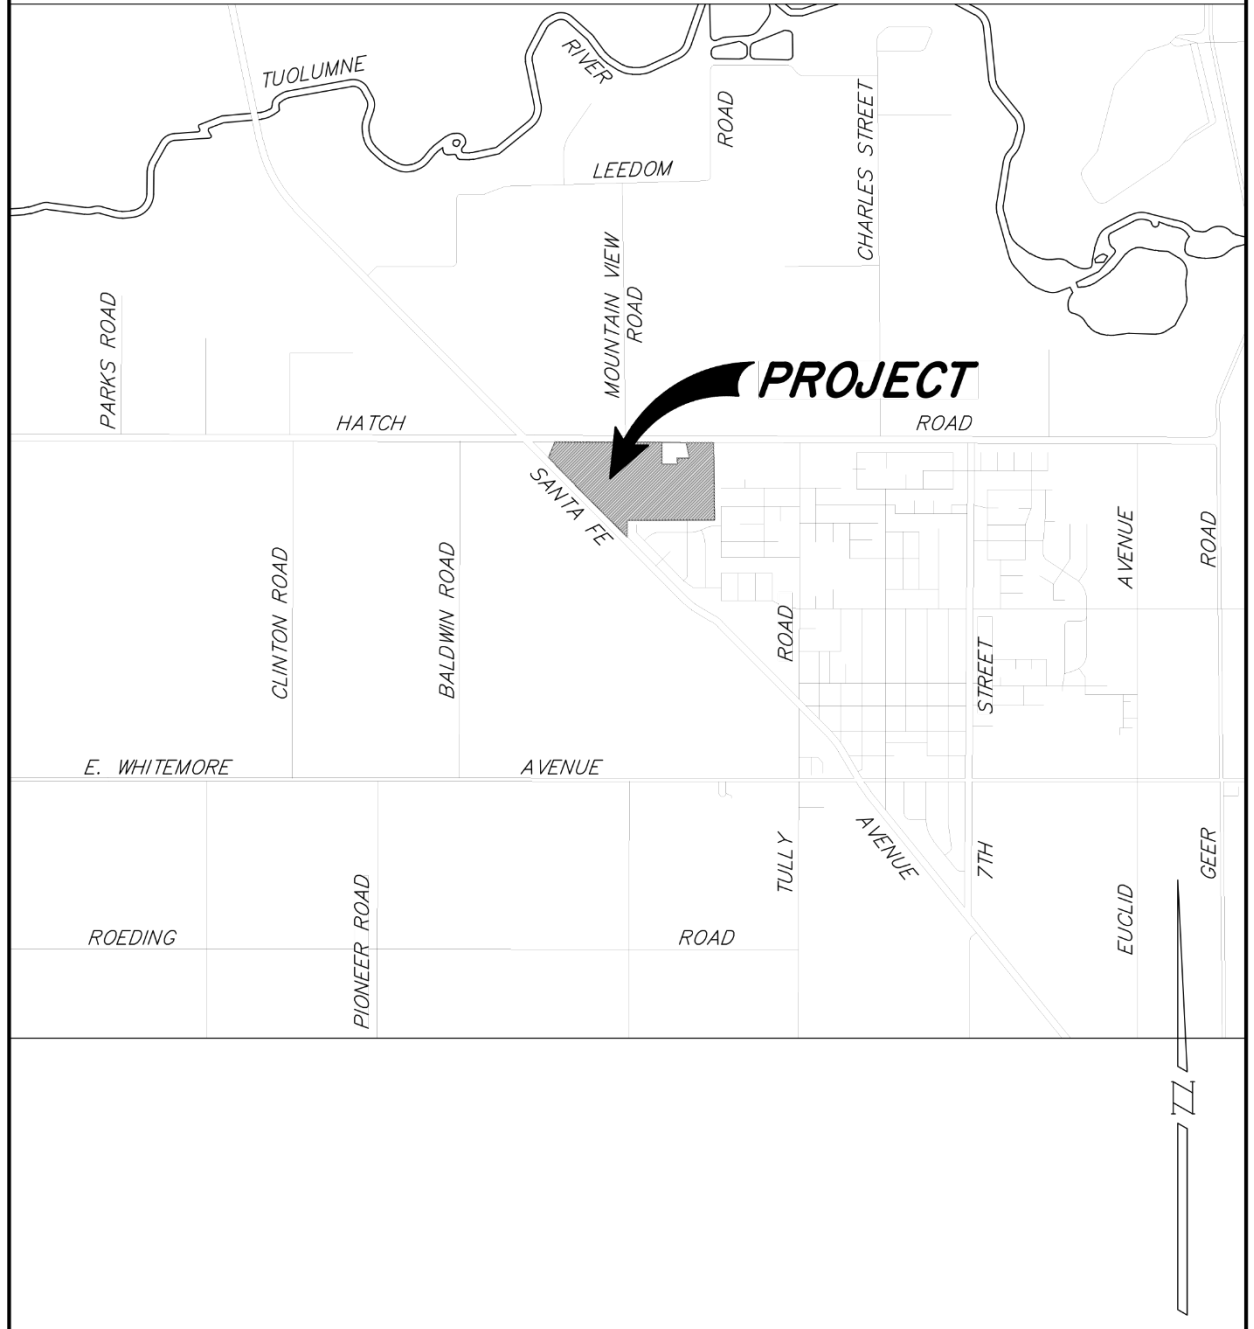 TUOLUMNE
RIVER
LEEDOM
ROAD
CHARLES STREET
MOUNTAIN VIEW
ROAD
PARKS ROAD
PROJECT
HATCH
ROAD
SANTA FE
AVENUE
CLINTON ROAD
BALDWIN ROAD
TULLY
ROAD
7TH
STREET
EUCLID
AVENUE
GEER
ROAD
E. WHITEMORE
AVENUE
ROEDING
ROAD
PIONEER ROAD
N